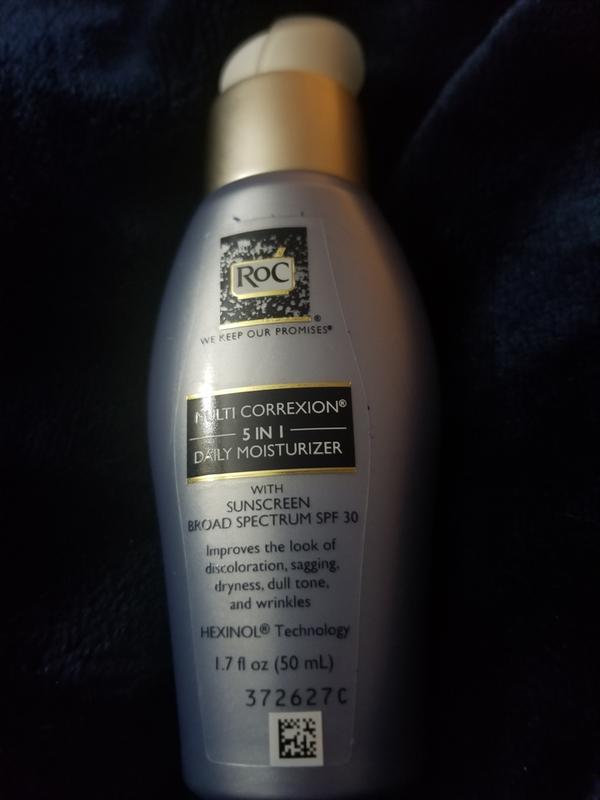 RoC®
WE KEEP OUR PROMISES®
MULTI CORREXION®
5 IN 1
DAILY MOISTURIZER
WITH
SUNSCREEN
BROAD SPECTRUM SPF 30
Improves the look of
discoloration, sagging,
dryness, dull tone,
and wrinkles
HEXINOL® Technology
1.7 fl oz (50 mL)
372627C